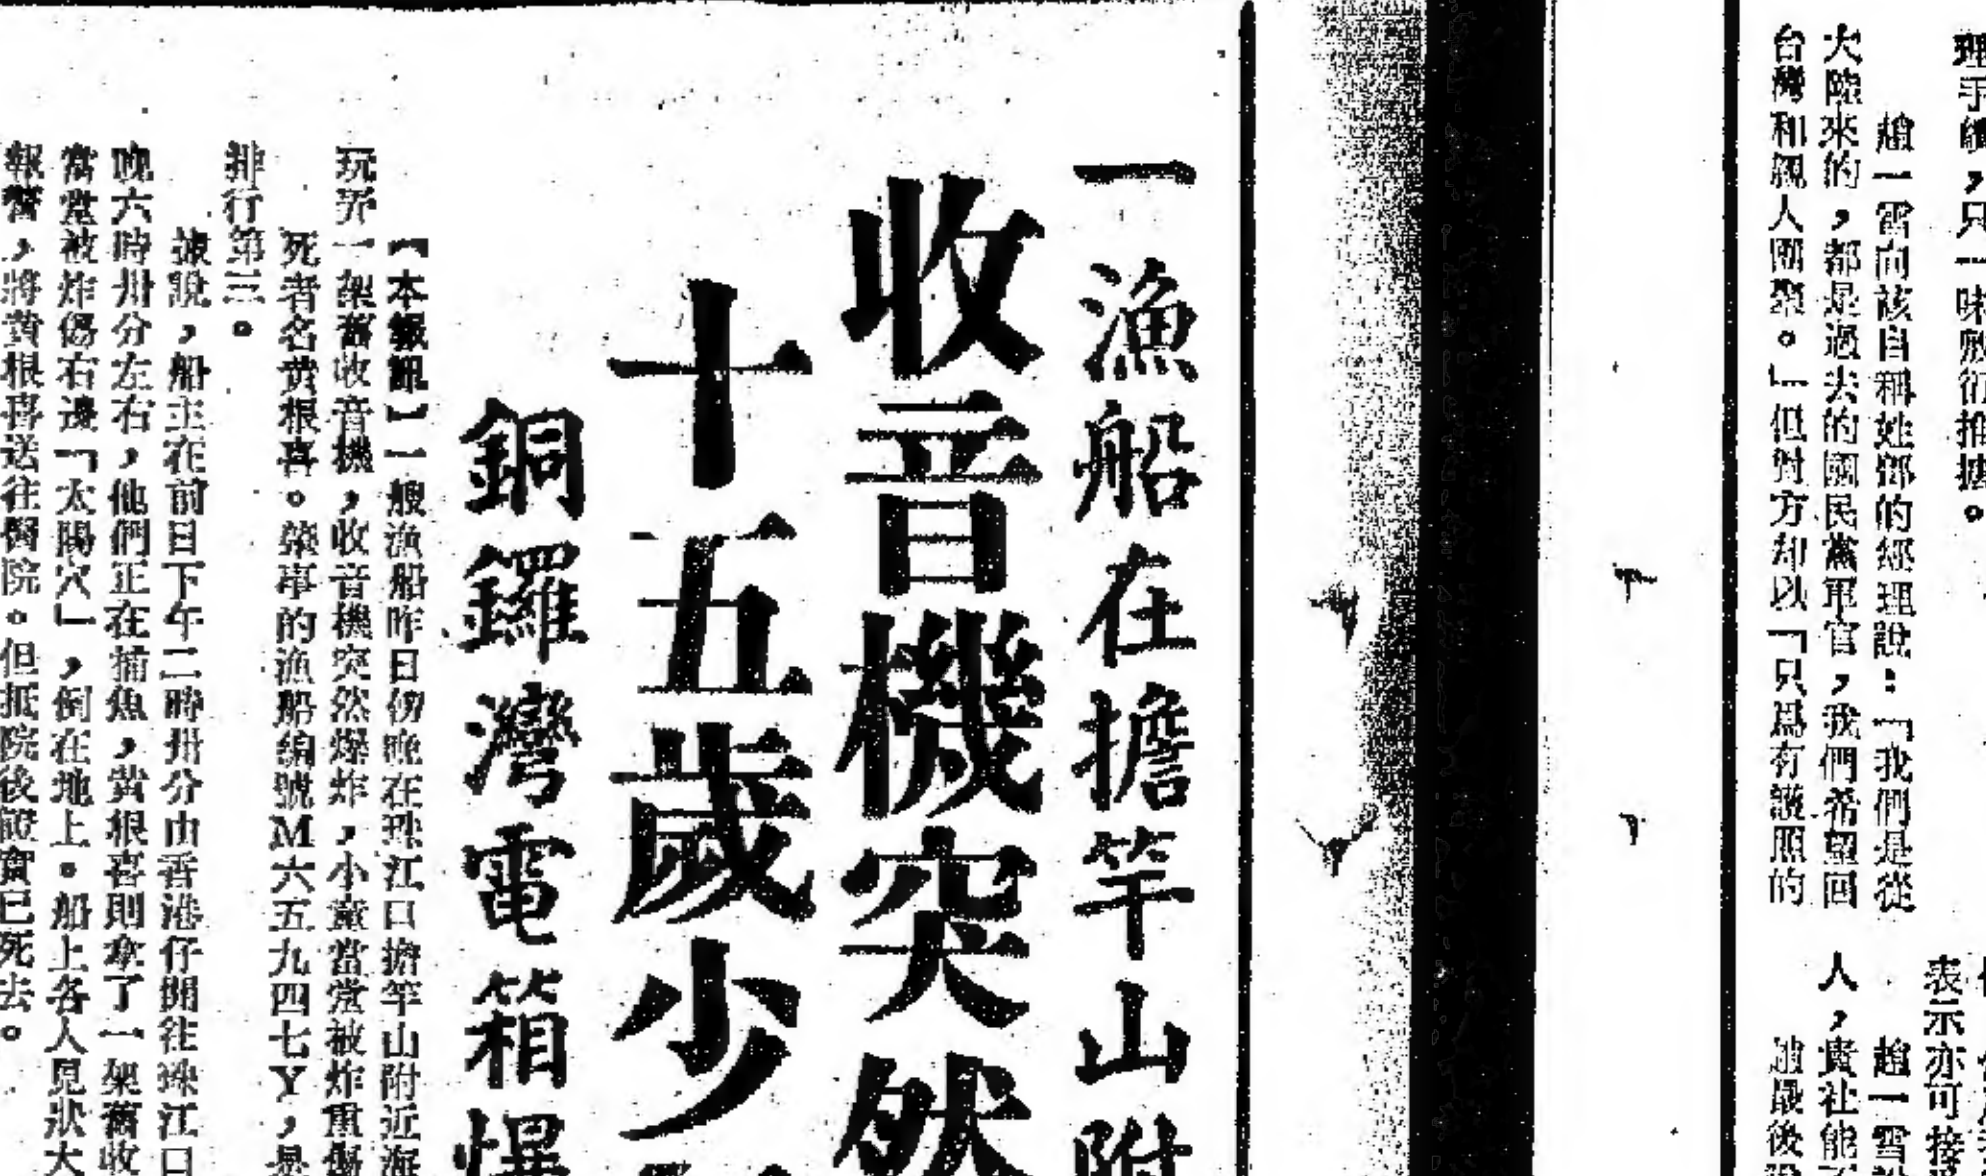 理手續，只一味敷衍推搪。
趙一雪向該自稱姓鄧的經理說：「我們是從
大陸來的，都是過去的國民黨軍官，我們希望回
台灣和親人團聚。」但對方却以「只爲有護照的
表示亦可接
趙一雪
人，貴社能
趙最後
一漁船在擔竿山附
收音機突然
十五歲少
銅鑼灣電箱爆
【本報訊】一艘漁船昨日傍晚在珠江口擔竿山附近海
玩弄一架舊收音機，收音機突然爆炸，小童當堂被炸重傷
死者名黃根喜。肇事的漁船編號M六五九四七Y，是
排行第三。
據說，船主在前日下午二時卅分由香港仔開往珠江口
晚六時卅分左右，他們正在捕魚，黃根喜則拿了一架舊收
當堂被炸傷右邊「太陽穴」，倒在地上。船上各人見狀大
報警，將黃根喜送往醫院。但抵院後證實已死去。